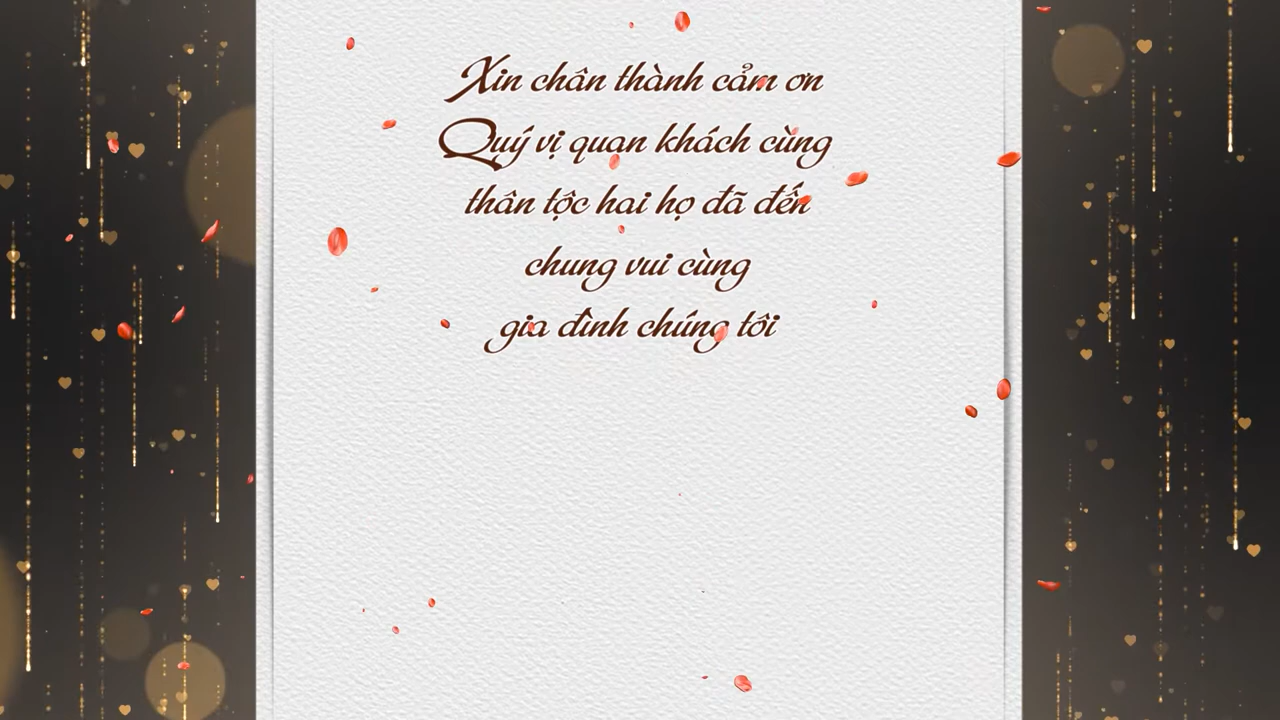 Xin chân thành cảm ơn
Quý vị quan khách cùng
thân tộc hai họ đã đến
chung vui cùng
gia đình chúng tôi